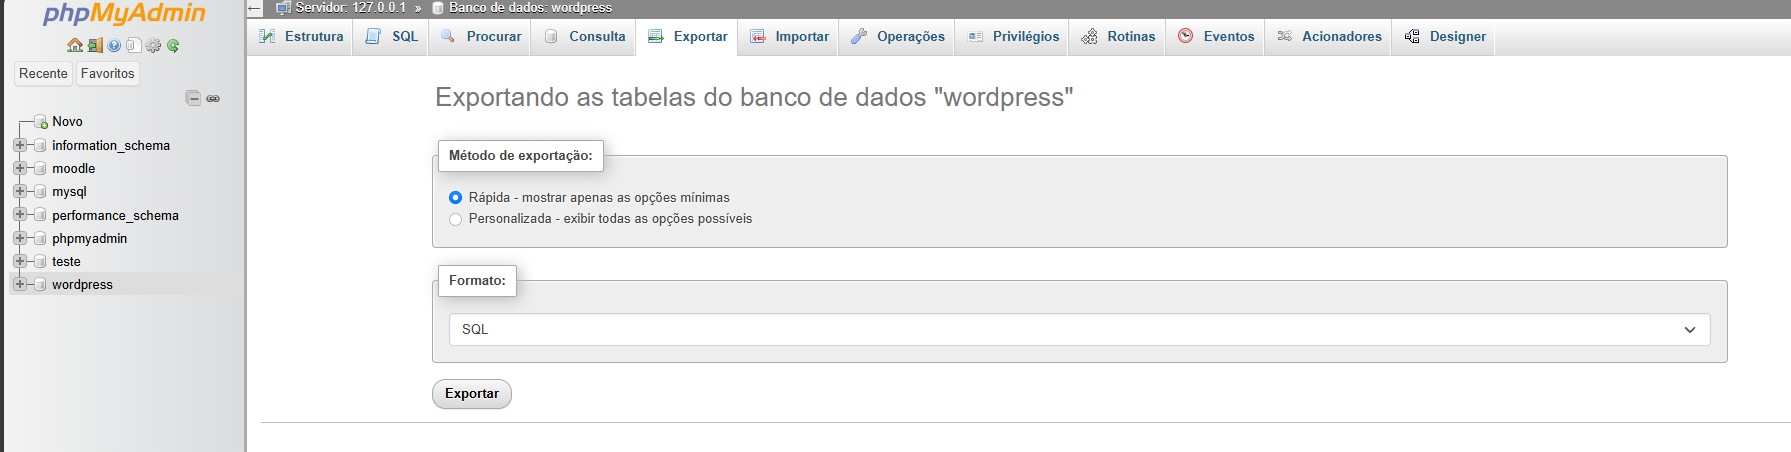 phpMyAdmin
Recente Favoritos
Novo
information_schema
moodle
mysql
performance_schema
phpmyadmin
teste
wordpress
Servidor: 127.0.0.1 » Banco de dados: wordpress
Estrutura SQL Procurar Consulta Exportar Importar Operações Privilégios Rotinas Eventos Acionadores Designer
Exportando as tabelas do banco de dados "wordpress"
Método de exportação:
Rápida - mostrar apenas as opções mínimas
Personalizada - exibir todas as opções possíveis
Formato:
SQL
Exportar